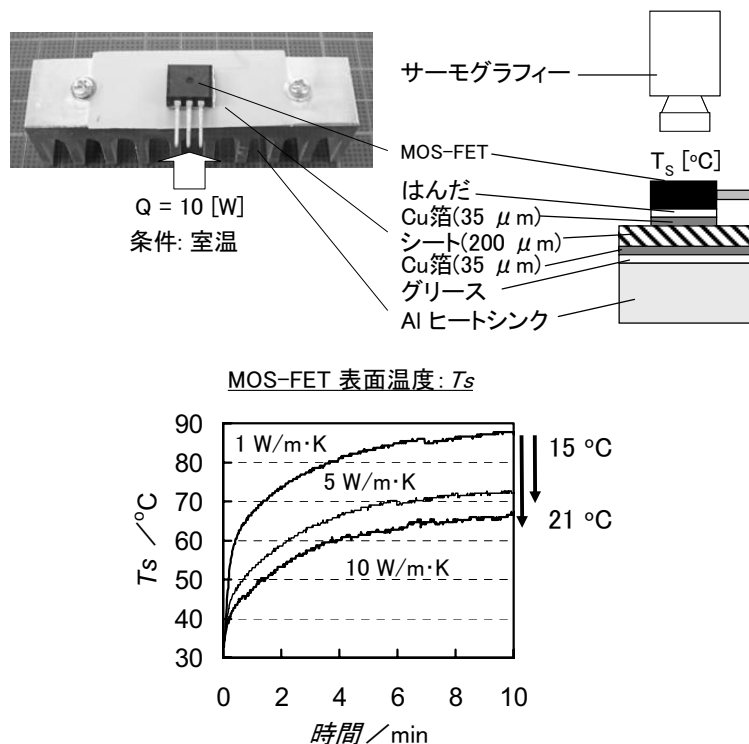 サーモグラフィー
MOS-FET
T_S [℃]
はんだ
Cu箔(35 μm)
シート(200 μm)
Cu箔(35 μm)
グリース
Al ヒートシンク
Q = 10 [W]
条件: 室温
MOS-FET 表面温度: Ts
Ts /℃
90
80
70
60
50
40
30
1 W/m・K
5 W/m・K
10 W/m・K
15 ℃
21 ℃
0 2 4 6 8 10
時間/min